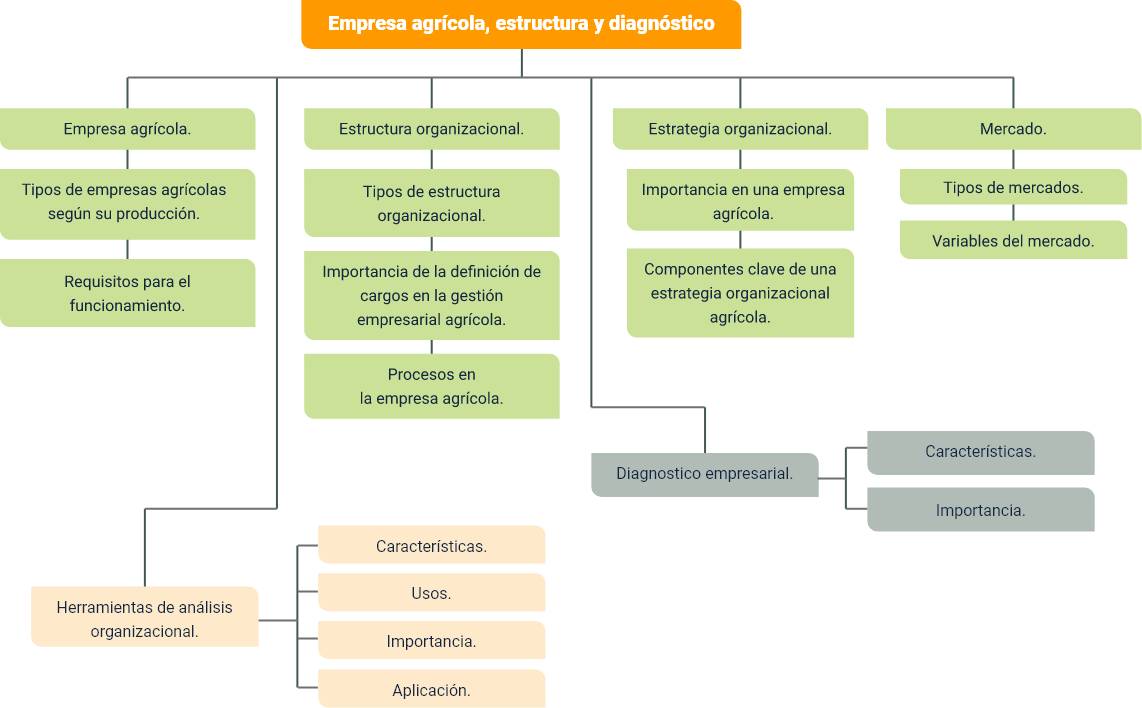 Empresa agrícola, estructura y diagnóstico
Empresa agrícola.
Tipos de empresas agrícolas
según su producción.
Requisitos para el
funcionamiento.
Estructura organizacional.
Tipos de estructura
organizacional.
Importancia de la definición de
cargos en la gestión
empresarial agrícola.
Procesos en
la empresa agrícola.
Estrategia organizacional.
Importancia en una empresa
agrícola.
Componentes clave de una
estrategia organizacional
agrícola.
Mercado.
Tipos de mercados.
Variables del mercado.
Diagnostico empresarial.
Características.
Importancia.
Herramientas de análisis
organizacional.
Características.
Usos.
Importancia.
Aplicación.